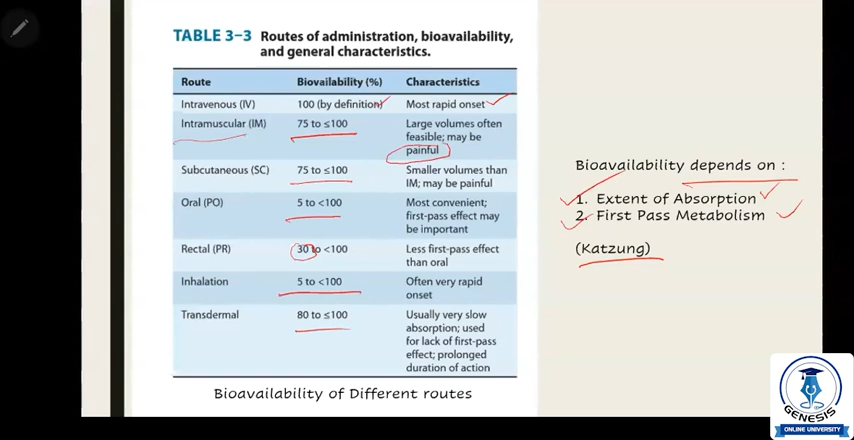 TABLE 3–3 Routes of administration, bioavailability,
and general characteristics.
Route Biovailability (%) Characteristics
Intravenous (IV) 100 (by definition) Most rapid onset
Intramuscular (IM) 75 to ≤100 Large volumes often
feasible; may be
painful
Subcutaneous (SC) 75 to ≤100 Smaller volumes than
IM; may be painful
Oral (PO) 5 to <100 Most convenient;
first-pass effect may
be important
Rectal (PR) 30 to <100 Less first-pass effect
than oral
Inhalation 5 to <100 Often very rapid
onset
Transdermal 80 to ≤100 Usually very slow
absorption; used
for lack of first-pass
effect; prolonged
duration of action
Bioavailability of Different routes
Bioavailability depends on :
1. Extent of Absorption
2. First Pass Metabolism
(Katzung)
GENESIS
ONLINE UNIVERSITY